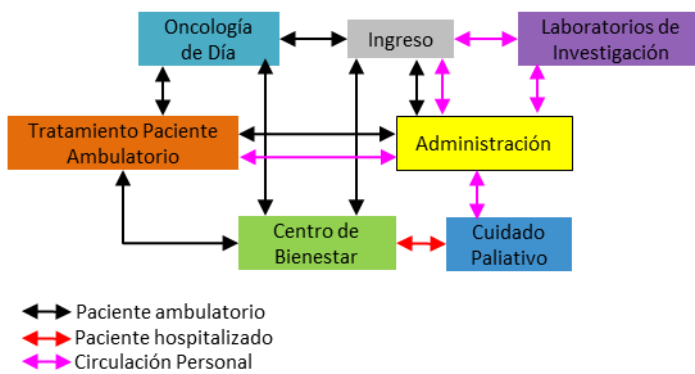 Oncología
de Día
Ingreso
Laboratorios de
Investigación
Tratamiento Paciente
Ambulatorio
Administración
Centro de
Bienestar
Cuidado
Paliativo
Paciente ambulatorio
Paciente hospitalizado
Circulación Personal